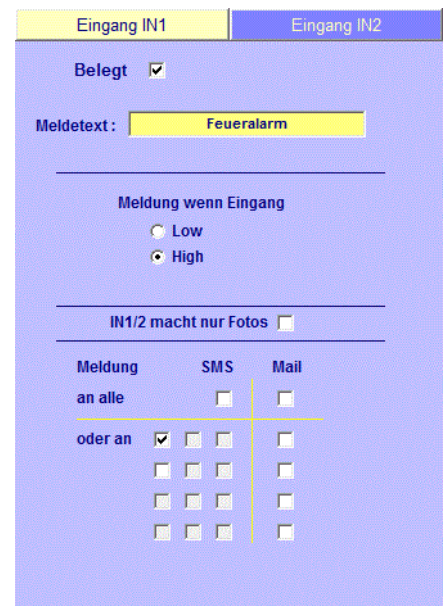 Eingang IN1 Eingang IN2
Belegt
Meldetext : Feueralarm
Meldung wenn Eingang
Low
High
IN1/2 macht nur Fotos
Meldung SMS Mail
an alle
oder an